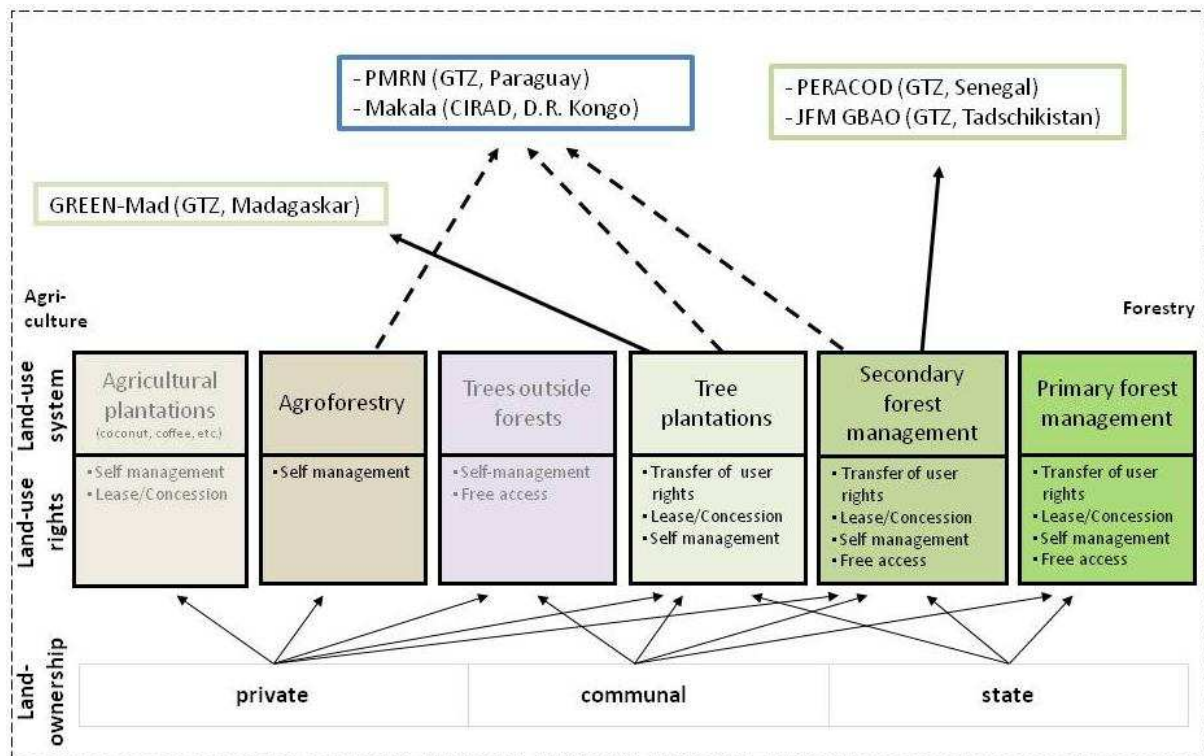 - PMRN (GTZ, Paraguay)
- Makala (CIRAD, D.R. Kongo)
- PERACOD (GTZ, Senegal)
- JFM GBAO (GTZ, Tadschikistan)
GREEN-Mad (GTZ, Madagaskar)
Agri-
culture
Forestry
Land-use
system
Agricultural
plantations
(coconut, coffee, etc.)
Agroforestry
Trees outside
forests
Tree
plantations
Secondary
forest
management
Primary forest
management
Land-use
rights
▪ Self management
▪ Lease/Concession
▪ Self management
▪ Self-management
▪ Free access
▪ Transfer of user
rights
▪ Lease/Concession
▪ Self management
▪ Transfer of user
rights
▪ Lease/Concession
▪ Self management
▪ Free access
▪ Transfer of user
rights
▪ Lease/Concession
▪ Self management
▪ Free access
Land-
ownership
private
communal
state